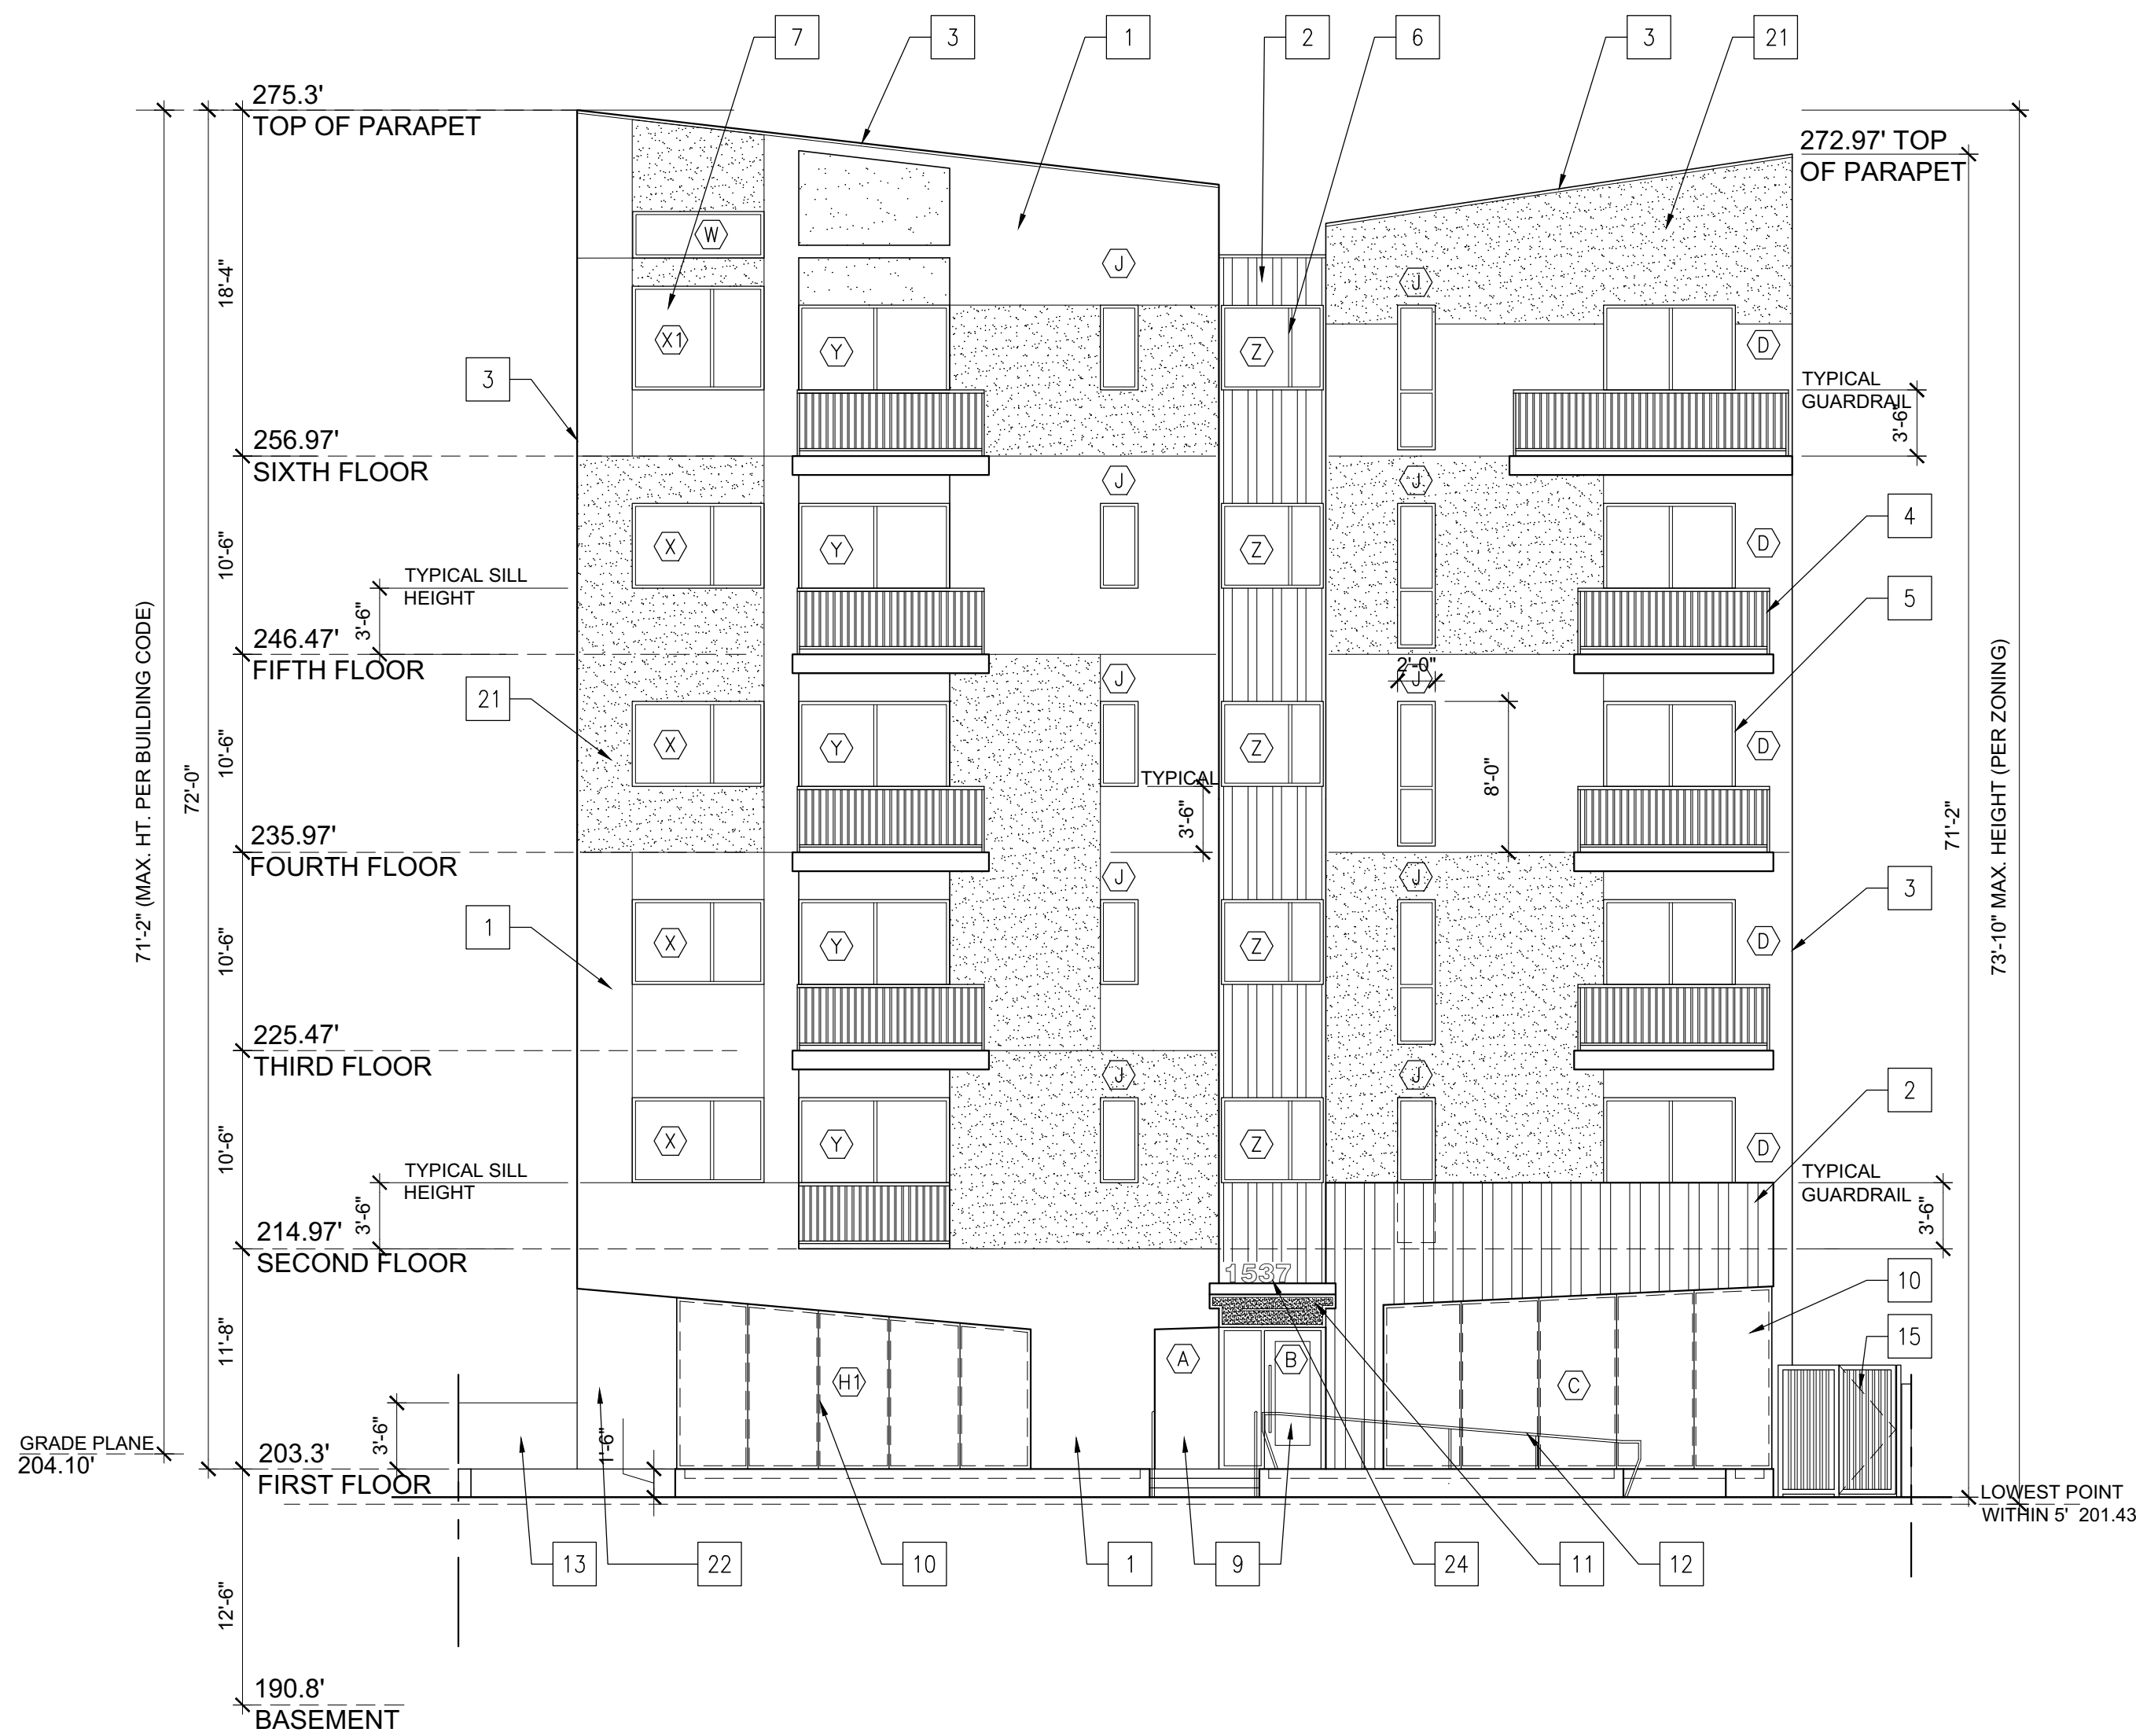 7
3
1
2
6
3
21
275.3'
TOP OF PARAPET
272.97' TOP
OF PARAPET
W
J
J
18'-4"
X1
Y
Z
D
3
TYPICAL
GUARDRAIL
3'-6"
256.97'
SIXTH FLOOR
J
J
4
10'-6"
X
Y
Z
D
TYPICAL SILL
HEIGHT
3'-6"
5
246.47'
FIFTH FLOOR
2'-0"
J
J
21
10'-6"
X
Y
Z
D
TYPICAL
3'-6"
8'-0"
71'-2" (MAX. HT. PER BUILDING CODE)
72'-0"
71'-2"
73'-10" MAX. HEIGHT (PER ZONING)
235.97'
FOURTH FLOOR
J
J
3
1
10'-6"
X
Y
Z
D
225.47'
THIRD FLOOR
J
J
2
10'-6"
X
Y
Z
D
TYPICAL SILL
HEIGHT
3'-6"
TYPICAL
GUARDRAIL
3'-6"
214.97'
SECOND FLOOR
1537
10
15
11'-8"
H1
A
B
C
3'-6"
1'-6"
GRADE PLANE
204.10'
203.3'
FIRST FLOOR
LOWEST POINT
WITHIN 5' 201.43
13
22
10
1
9
24
11
12
12'-6"
190.8'
BASEMENT